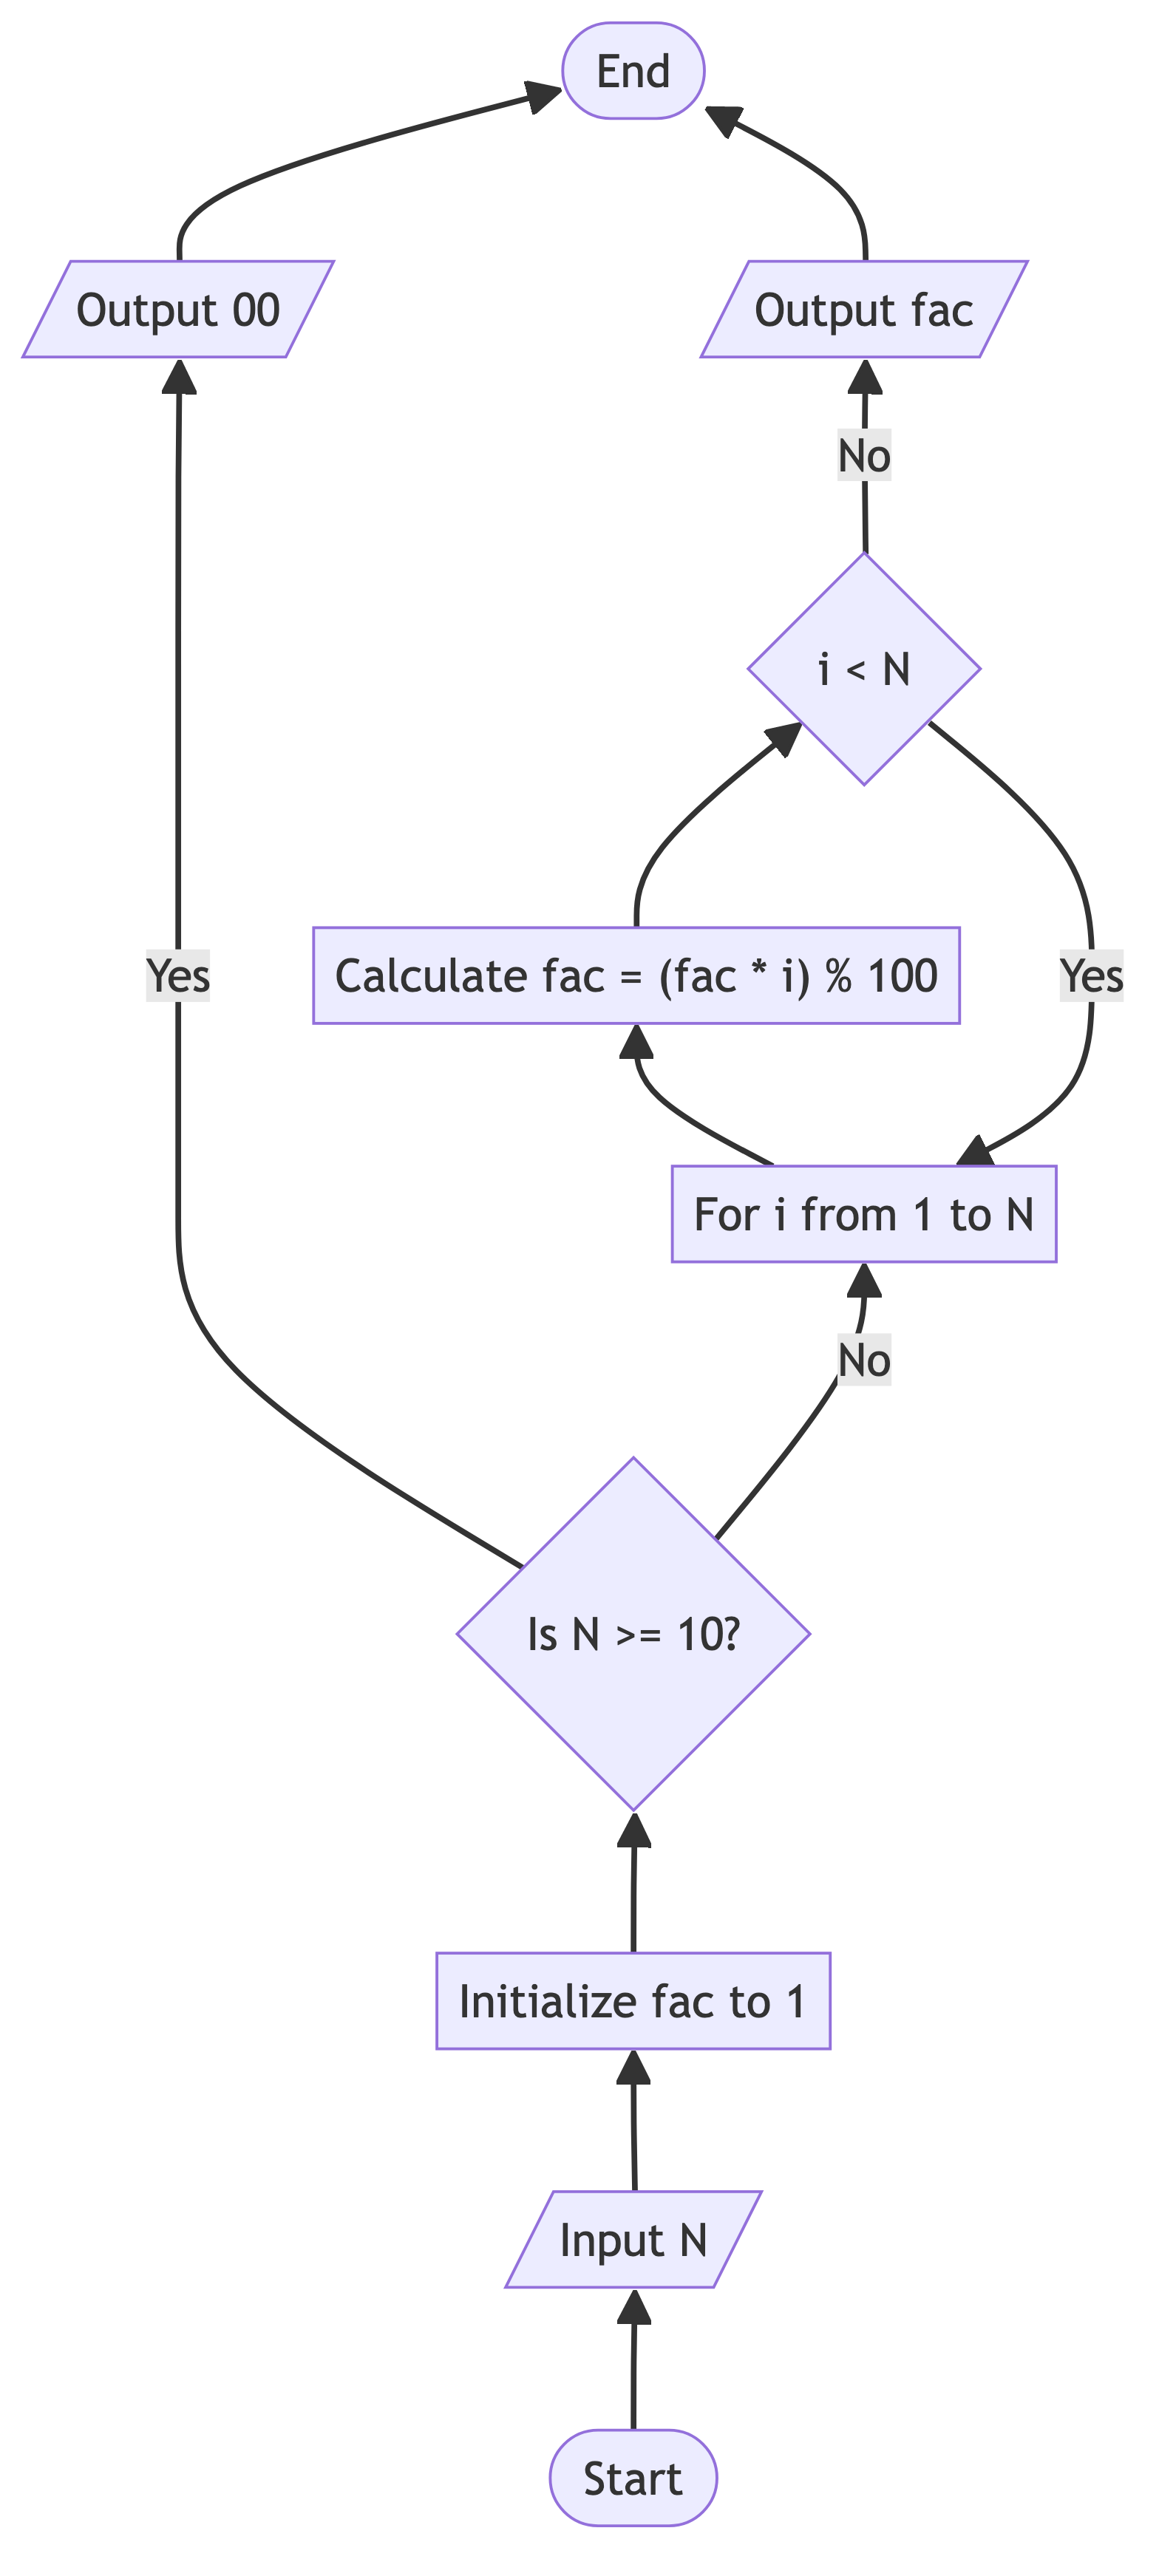 End
Output 00
Output fac
No
i < N
Yes
Calculate fac = (fac * i) % 100
Yes
For i from 1 to N
No
Is N >= 10?
Initialize fac to 1
Input N
Start